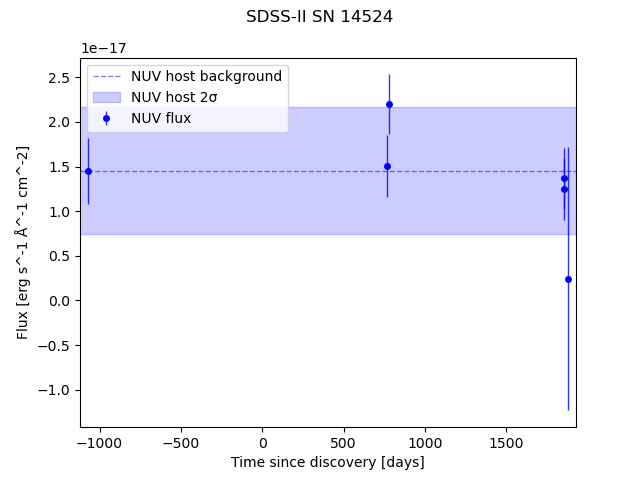 SDSS-II SN 14524
1e−17
NUV host background
NUV host 2σ
NUV flux
2.5
2.0
1.5
1.0
0.5
0.0
−0.5
−1.0
Flux [erg s^-1 Å^-1 cm^-2]
−1000
−500
0
500
1000
1500
Time since discovery [days]